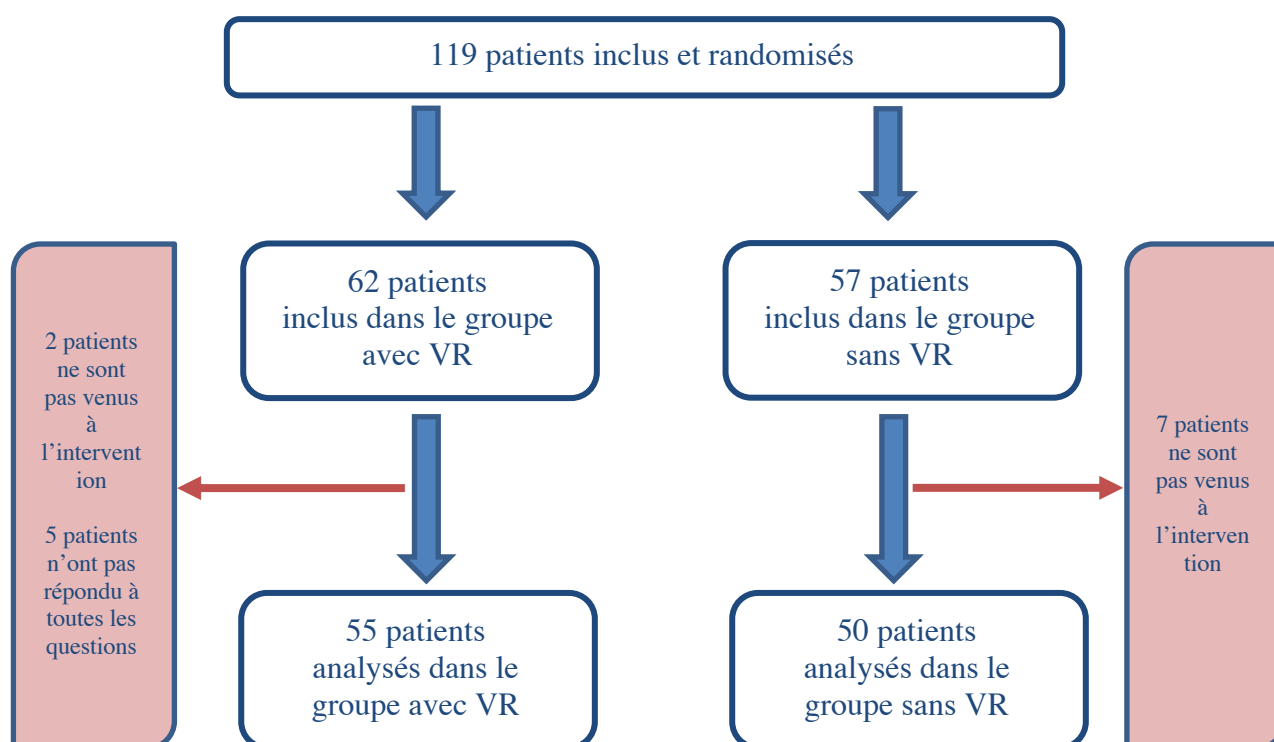 119 patients inclus et randomisés
62 patients
inclus dans le groupe
avec VR
57 patients
inclus dans le groupe
sans VR
2 patients
ne sont
pas venus
à
l’intervent
ion
5 patients
n’ont pas
répondu à
toutes les
questions
7 patients
ne sont
pas venus
à
l’interven
tion
55 patients
analysés dans le
groupe avec VR
50 patients
analysés dans le
groupe sans VR